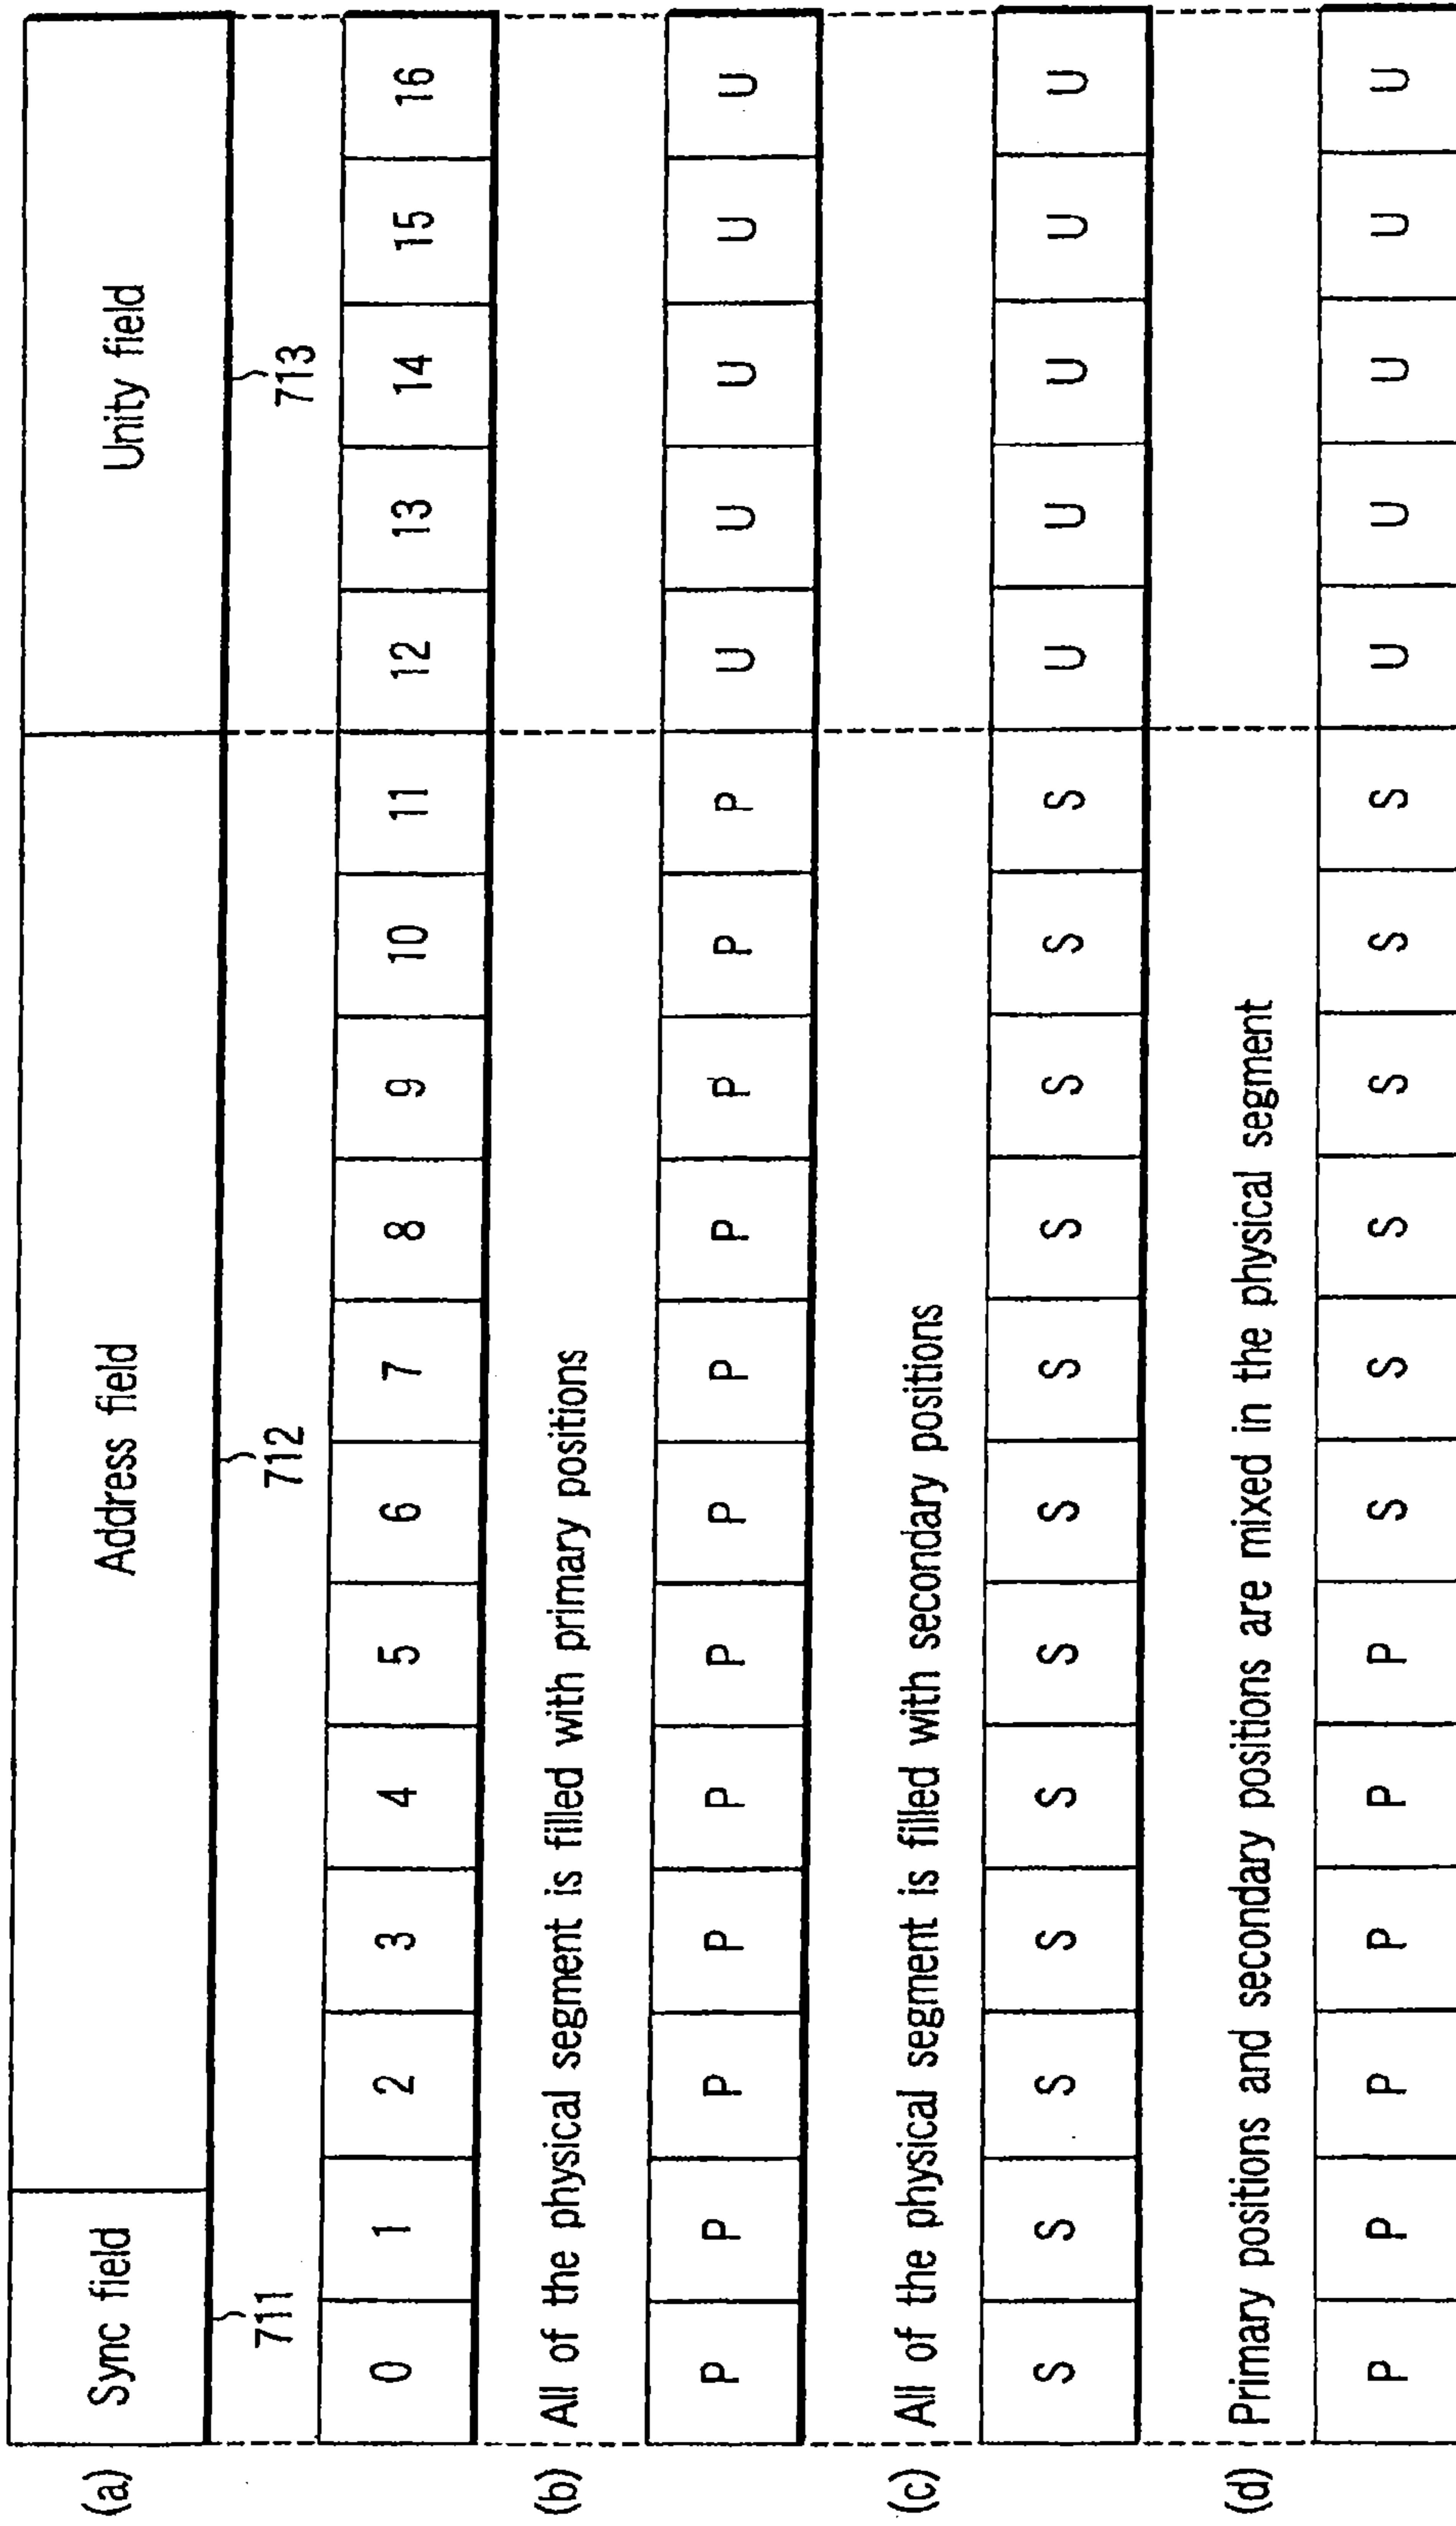 (a) Sync field Address field Unity field
711 712 713
0 1 2 3 4 5 6 7 8 9 10 11 12 13 14 15 16
(b) All of the physical segment is filled with primary positions
P P P P P P P P P P P P U U U U U
(c) All of the physical segment is filled with secondary positions
S S S S S S S S S S S S U U U U U
(d) Primary positions and secondary positions are mixed in the physical segment
P P P P P P S S S S S S U U U U U